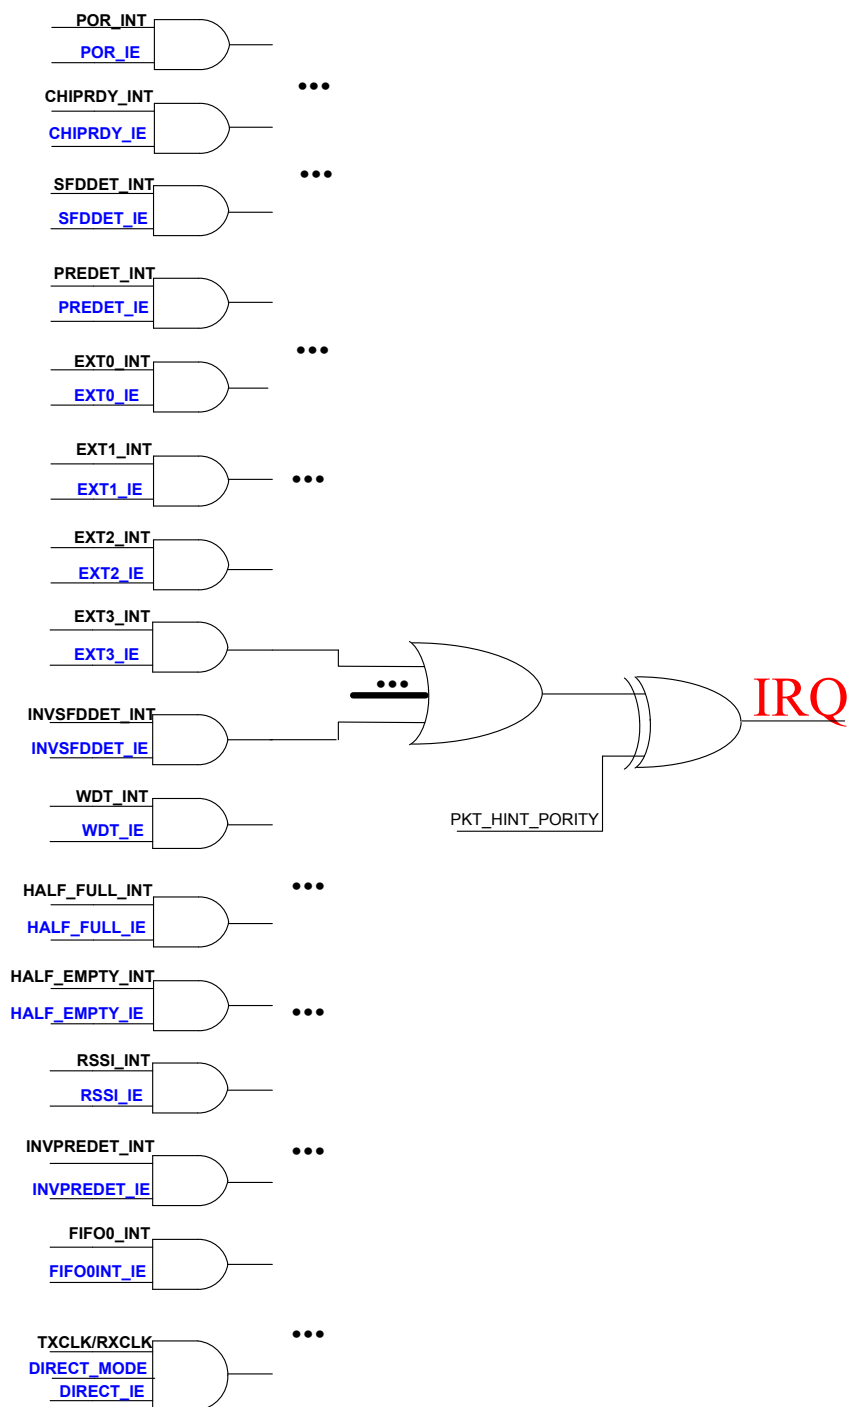 POR_INT
POR_IE
CHIPRDY_INT
CHIPRDY_IE
SFDDET_INT
SFDDET_IE
PREDET_INT
PREDET_IE
EXT0_INT
EXT0_IE
EXT1_INT
EXT1_IE
EXT2_INT
EXT2_IE
EXT3_INT
EXT3_IE
IRQ
INVSFDDET_INT
INVSFDDET_IE
WDT_INT
PKT_HINT_PORITY
WDT_IE
HALF_FULL_INT
HALF_FULL_IE
HALF_EMPTY_INT
HALF_EMPTY_IE
RSSI_INT
RSSI_IE
INVPREDET_INT
INVPREDET_IE
FIFO0_INT
FIFO0INT_IE
TXCLK/RXCLK
DIRECT_MODE
DIRECT_IE